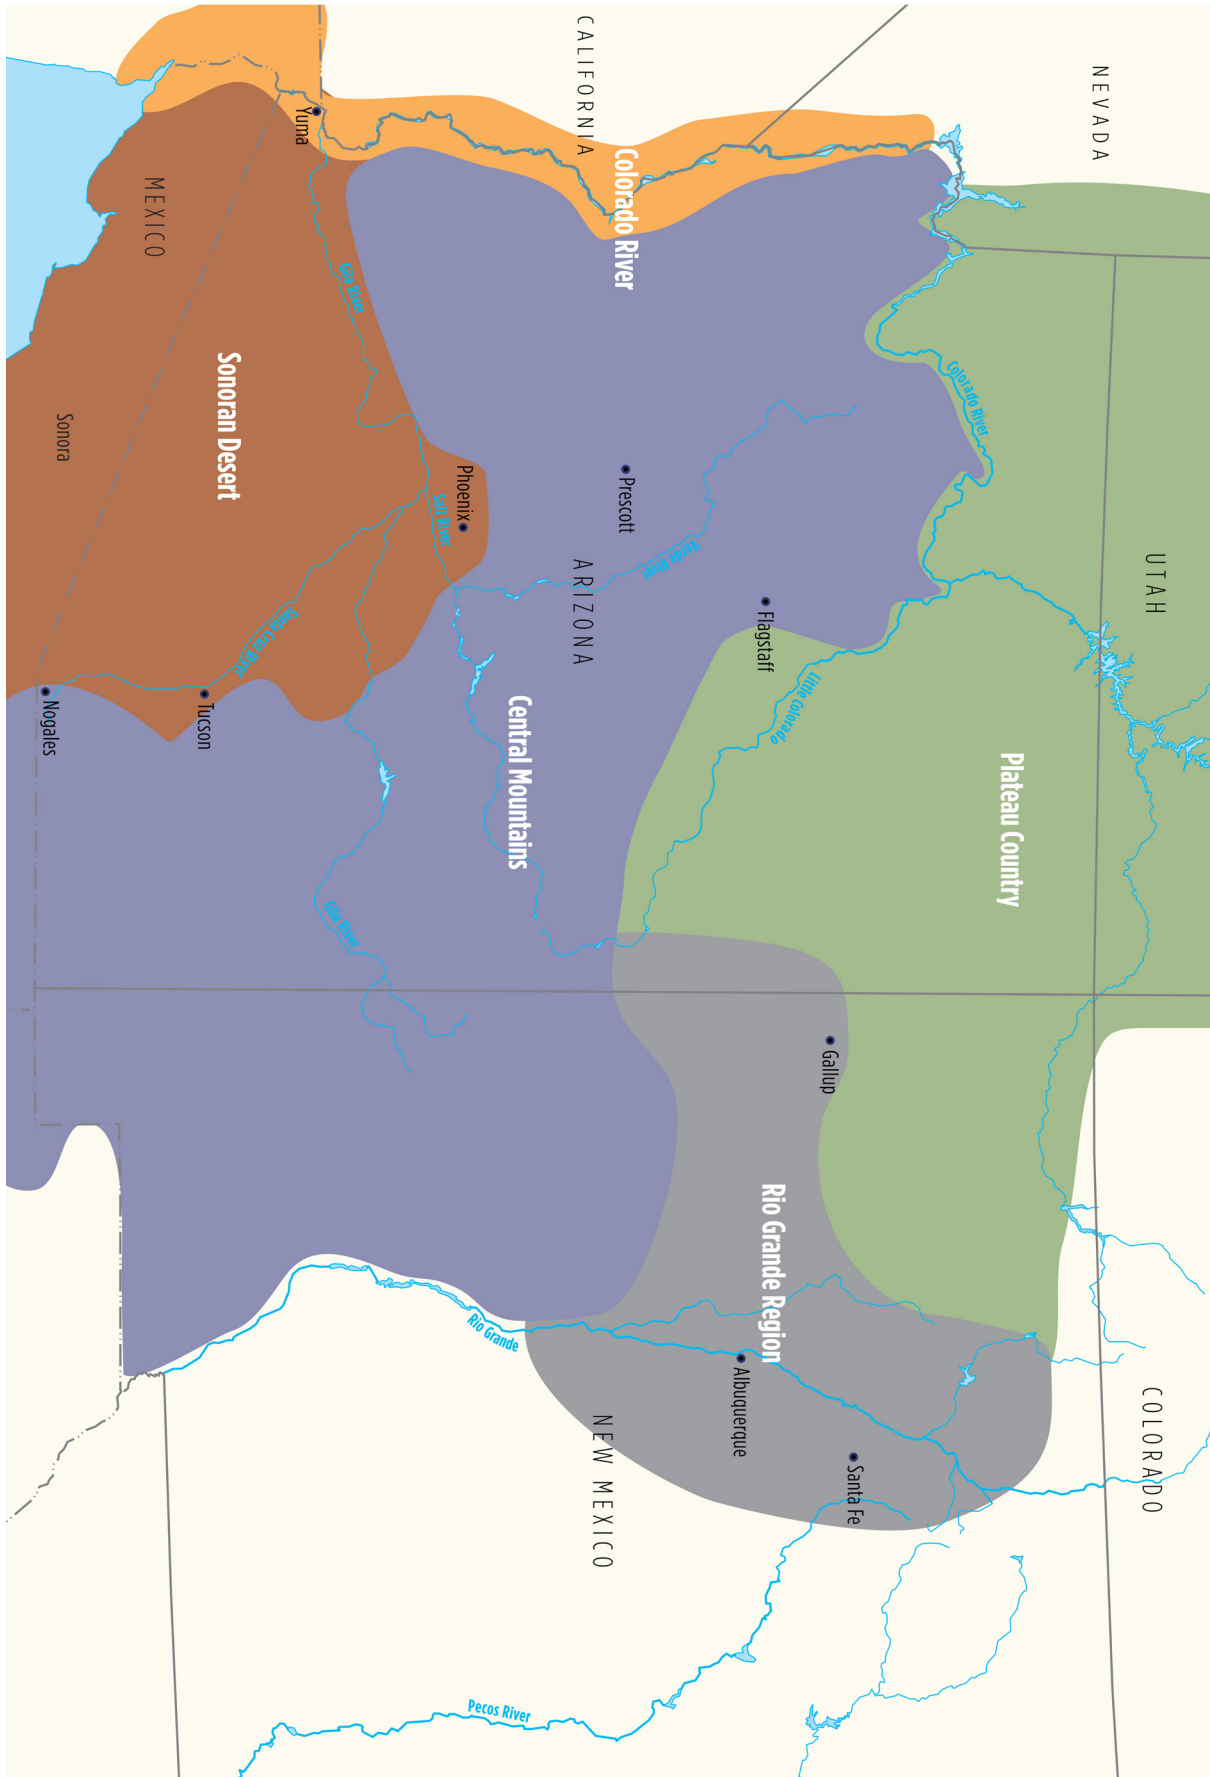 NEVADA
UTAH
COLORADO
CALIFORNIA
ARIZONA
NEW MEXICO
MEXICO
Sonora
Colorado River
Plateau Country
Central Mountains
Rio Grande Region
Sonoran Desert
Colorado River
Little Colorado
Verde River
Salt River
Gila River
Gila River
Santa Cruz River
Rio Grande
Pecos River
Yuma
Phoenix
Prescott
Flagstaff
Tucson
Nogales
Gallup
Albuquerque
Santa Fe